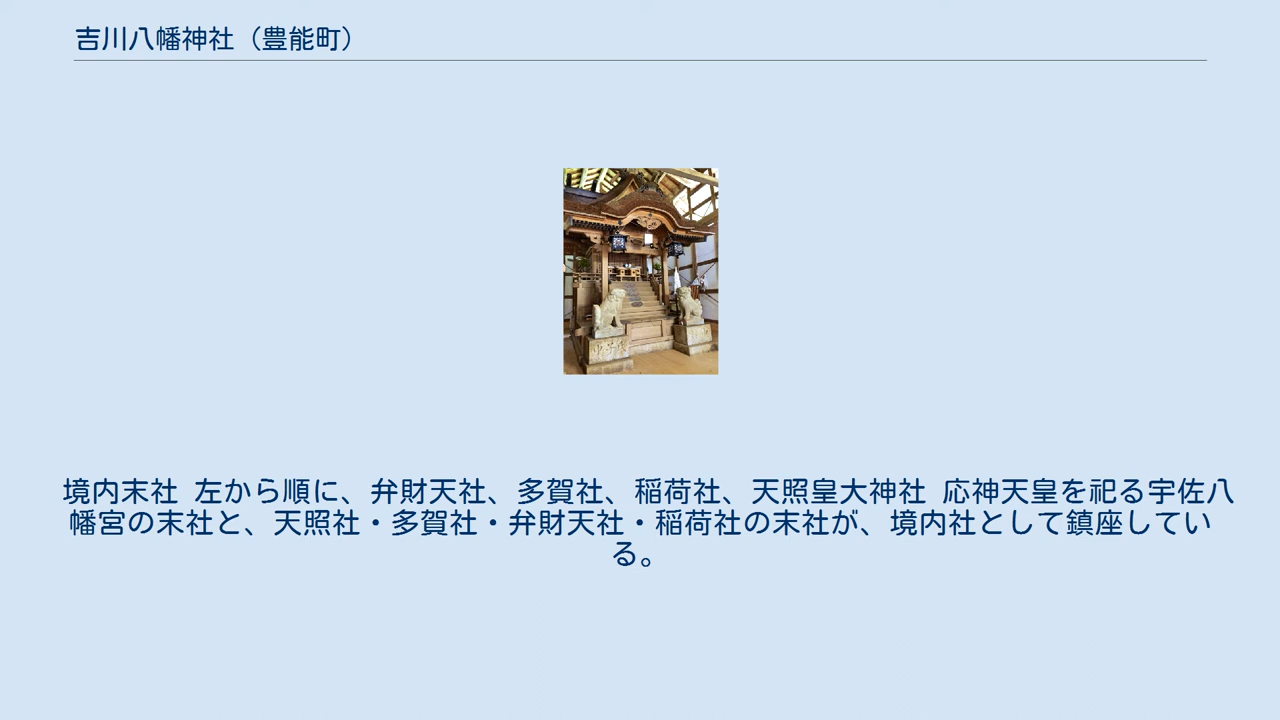 吉川八幡神社（豊能町）
境内末社 左から順に、弁財天社、多賀社、稲荷社、天照皇大神社 応神天皇を祀る宇佐八
幡宮の末社と、天照社・多賀社・弁財天社・稲荷社の末社が、境内社として鎮座してい
る。